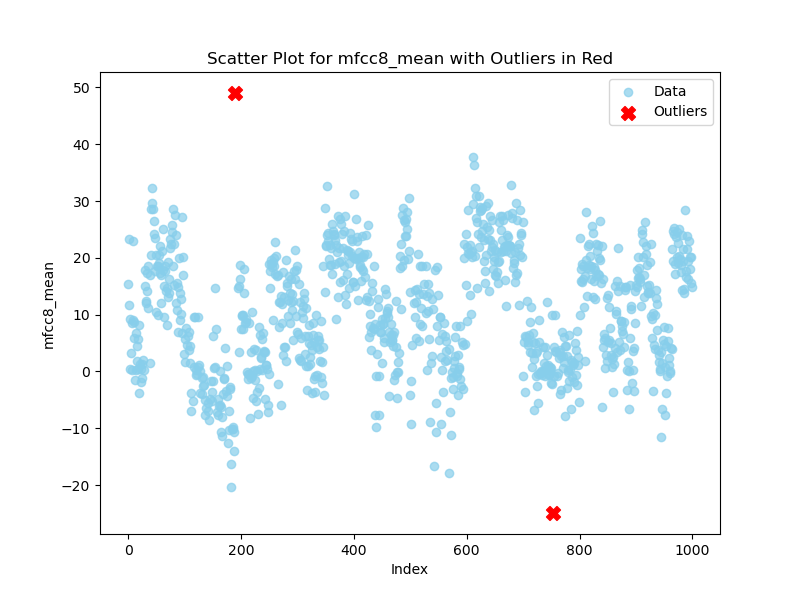 Scatter Plot for mfcc8_mean with Outliers in Red
Data
Outliers
50
40
30
20
10
0
−10
−20
mfcc8_mean
0
200
400
600
800
1000
Index